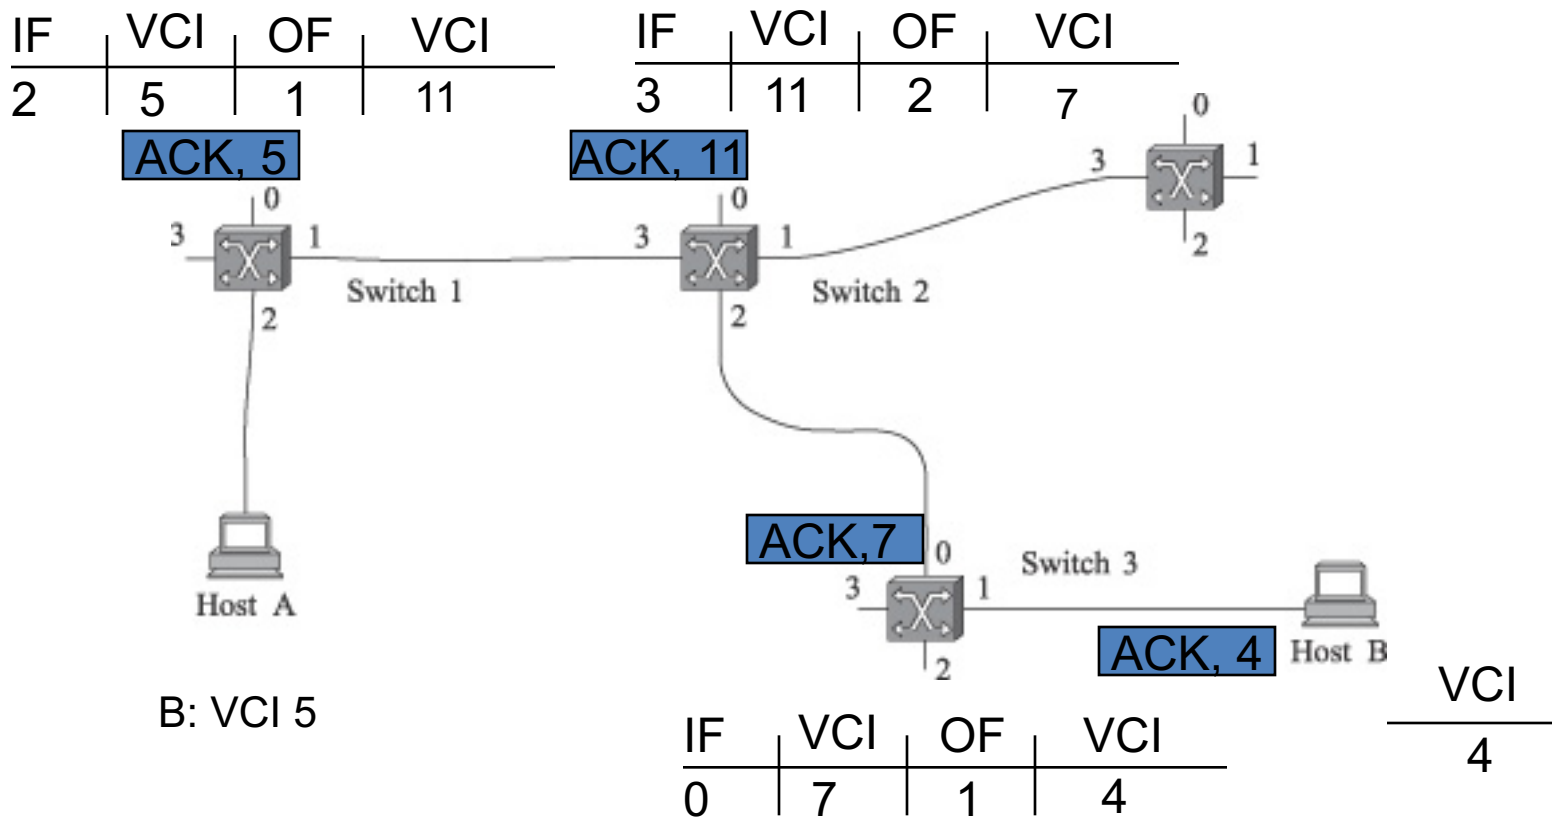 IF VCI OF VCI
2 5 1 11
IF VCI OF VCI
3 11 2 7
ACK, 5
ACK, 11
0
3
1
2
Switch 1
0
3
1
2
Switch 2
0
3
1
2
Host A
ACK,7
0
3
1
2
Switch 3
ACK, 4
Host B
B: VCI 5
VCI
4
IF VCI OF VCI
0 7 1 4